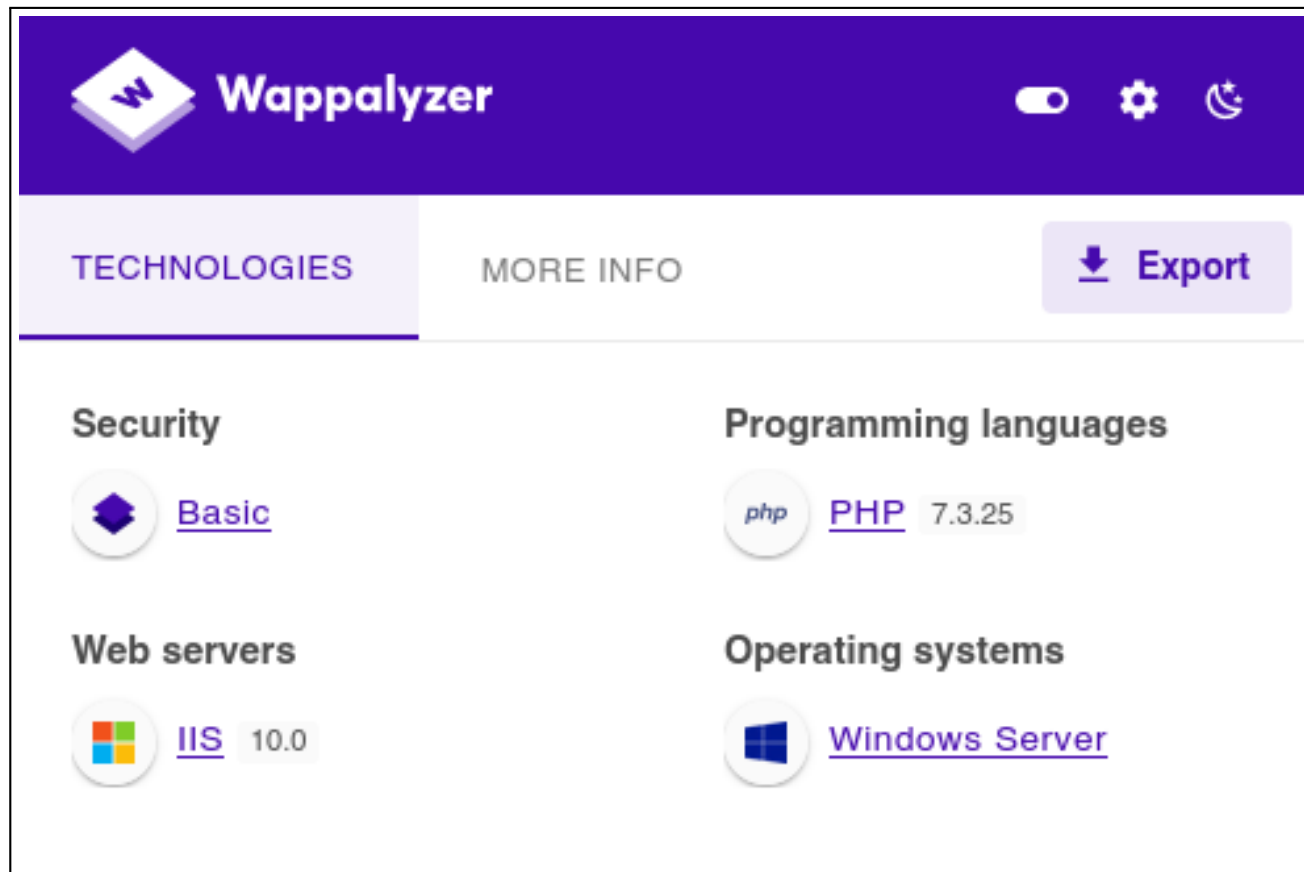 Wappalyzer
TECHNOLOGIES
MORE INFO
Export
Security
Basic
Programming languages
php PHP 7.3.25
Web servers
IIS 10.0
Operating systems
Windows Server